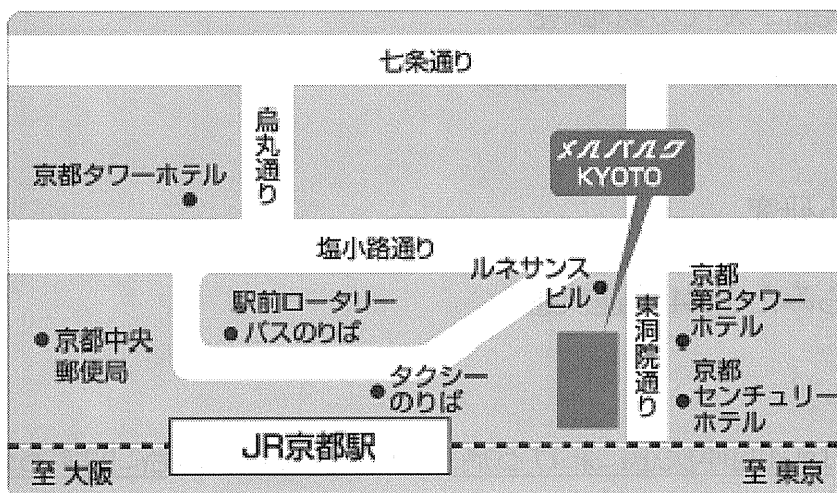 七条通り
烏丸通り
メルパルク
KYOTO
京都タワーホテル
塩小路通り
ルネサンス
ビル
駅前ロータリー
バスのりば
京都
第2タワー
ホテル
東洞院通り
京都中央
郵便局
タクシー
のりば
京都
センチュリー
ホテル
JR京都駅
至 大阪
至 東京